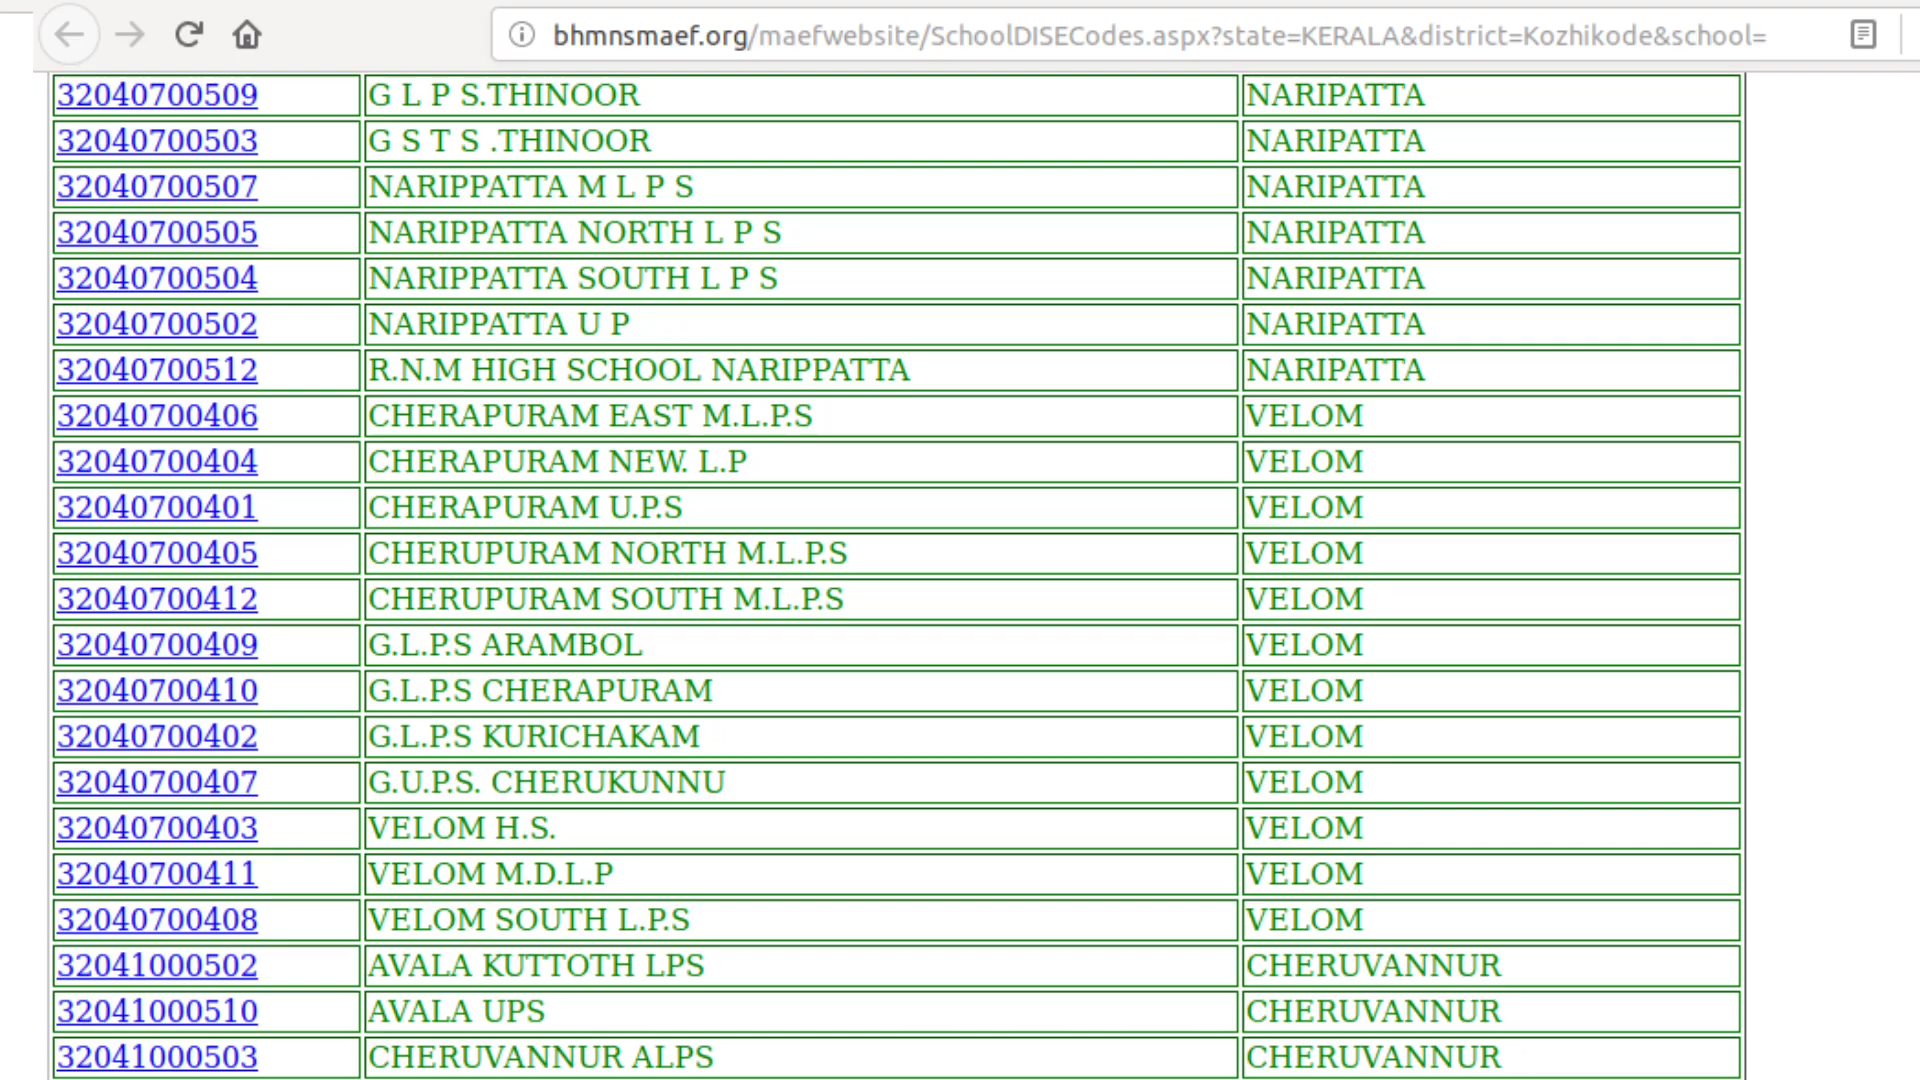 bhmnsmaef.org/maefwebsite/SchoolDISECodes.aspx?state=KERALA&district=Kozhikode&school=
32040700509 G L P S.THINOOR NARIPATTA
32040700503 G S T S .THINOOR NARIPATTA
32040700507 NARIPPATTA M L P S NARIPATTA
32040700505 NARIPPATTA NORTH L P S NARIPATTA
32040700504 NARIPPATTA SOUTH L P S NARIPATTA
32040700502 NARIPPATTA U P NARIPATTA
32040700512 R.N.M HIGH SCHOOL NARIPPATTA NARIPATTA
32040700406 CHERAPURAM EAST M.L.P.S VELOM
32040700404 CHERAPURAM NEW. L.P VELOM
32040700401 CHERAPURAM U.P.S VELOM
32040700405 CHERUPURAM NORTH M.L.P.S VELOM
32040700412 CHERUPURAM SOUTH M.L.P.S VELOM
32040700409 G.L.P.S ARAMBOL VELOM
32040700410 G.L.P.S CHERAPURAM VELOM
32040700402 G.L.P.S KURICHAKAM VELOM
32040700407 G.U.P.S. CHERUKUNNU VELOM
32040700403 VELOM H.S. VELOM
32040700411 VELOM M.D.L.P VELOM
32040700408 VELOM SOUTH L.P.S VELOM
32041000502 AVALA KUTTOTH LPS CHERUVANNUR
32041000510 AVALA UPS CHERUVANNUR
32041000503 CHERUVANNUR ALPS CHERUVANNUR